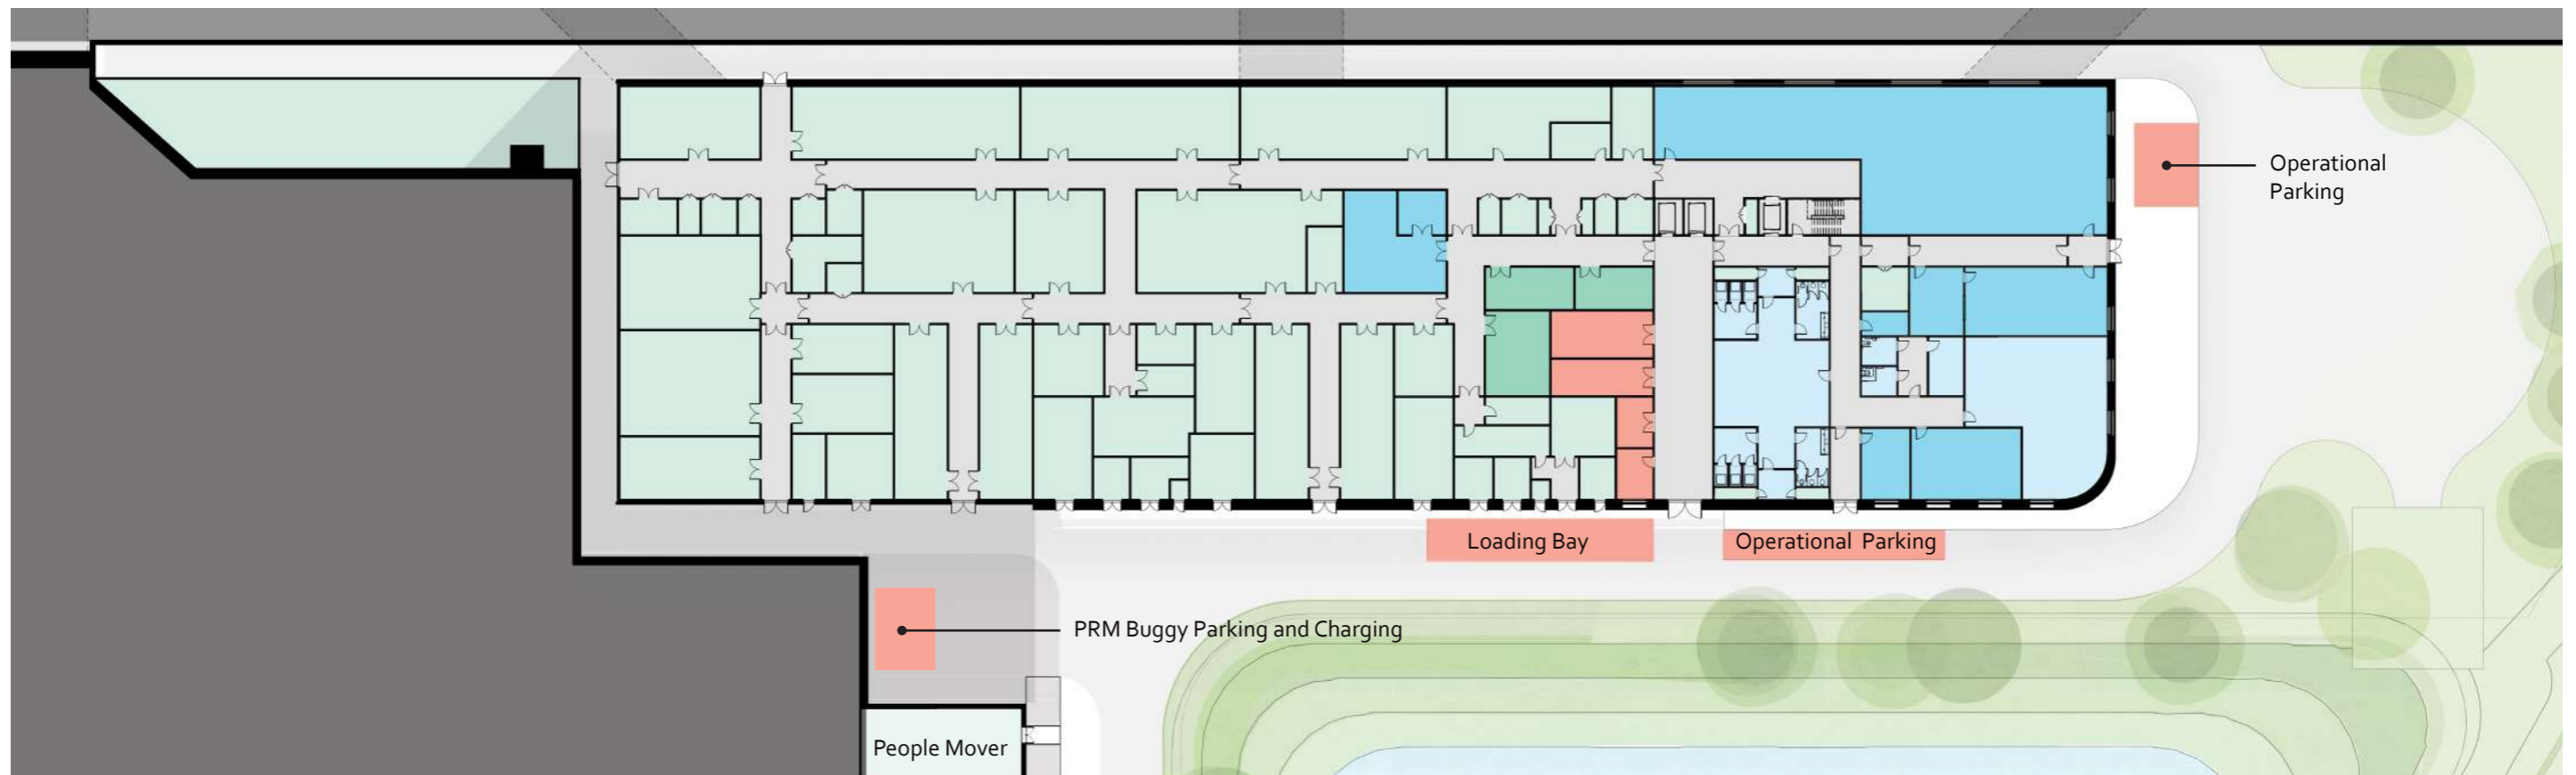 Operational
Parking
Loading Bay
Operational Parking
PRM Buggy Parking and Charging
People Mover